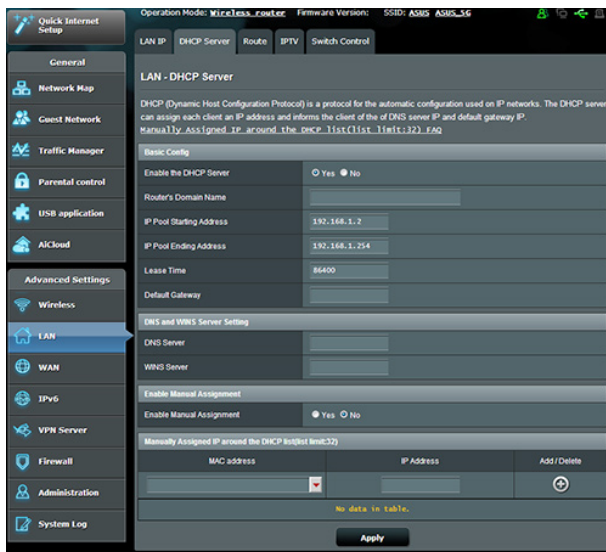 Quick Internet
Setup
General
Network Map
Guest Network
Traffic Manager
Parental control
USB application
AiCloud
Advanced Settings
Wireless
LAN
WAN
IPv6
VPN Server
Firewall
Administration
System Log
Operation Mode: Wireless router Firmware Version: SSID: ASUS ASUS_5G
LAN IP DHCP Server Route IPTV Switch Control
LAN - DHCP Server
DHCP (Dynamic Host Configuration Protocol) is a protocol for the automatic configuration used on IP networks. The DHCP server
can assign each client an IP address and informs the client of the of DNS server IP and default gateway IP.
Manually Assigned IP around the DHCP list(list limit:32) FAQ
Basic Config
Enable the DHCP Server Yes No
Router's Domain Name
IP Pool Starting Address 192.168.1.2
IP Pool Ending Address 192.168.1.254
Lease Time 86400
Default Gateway
DNS and WINS Server Setting
DNS Server
WINS Server
Enable Manual Assignment
Enable Manual Assignment Yes No
Manually Assigned IP around the DHCP list(list limit:32)
MAC address IP Address Add / Delete
No data in table.
Apply